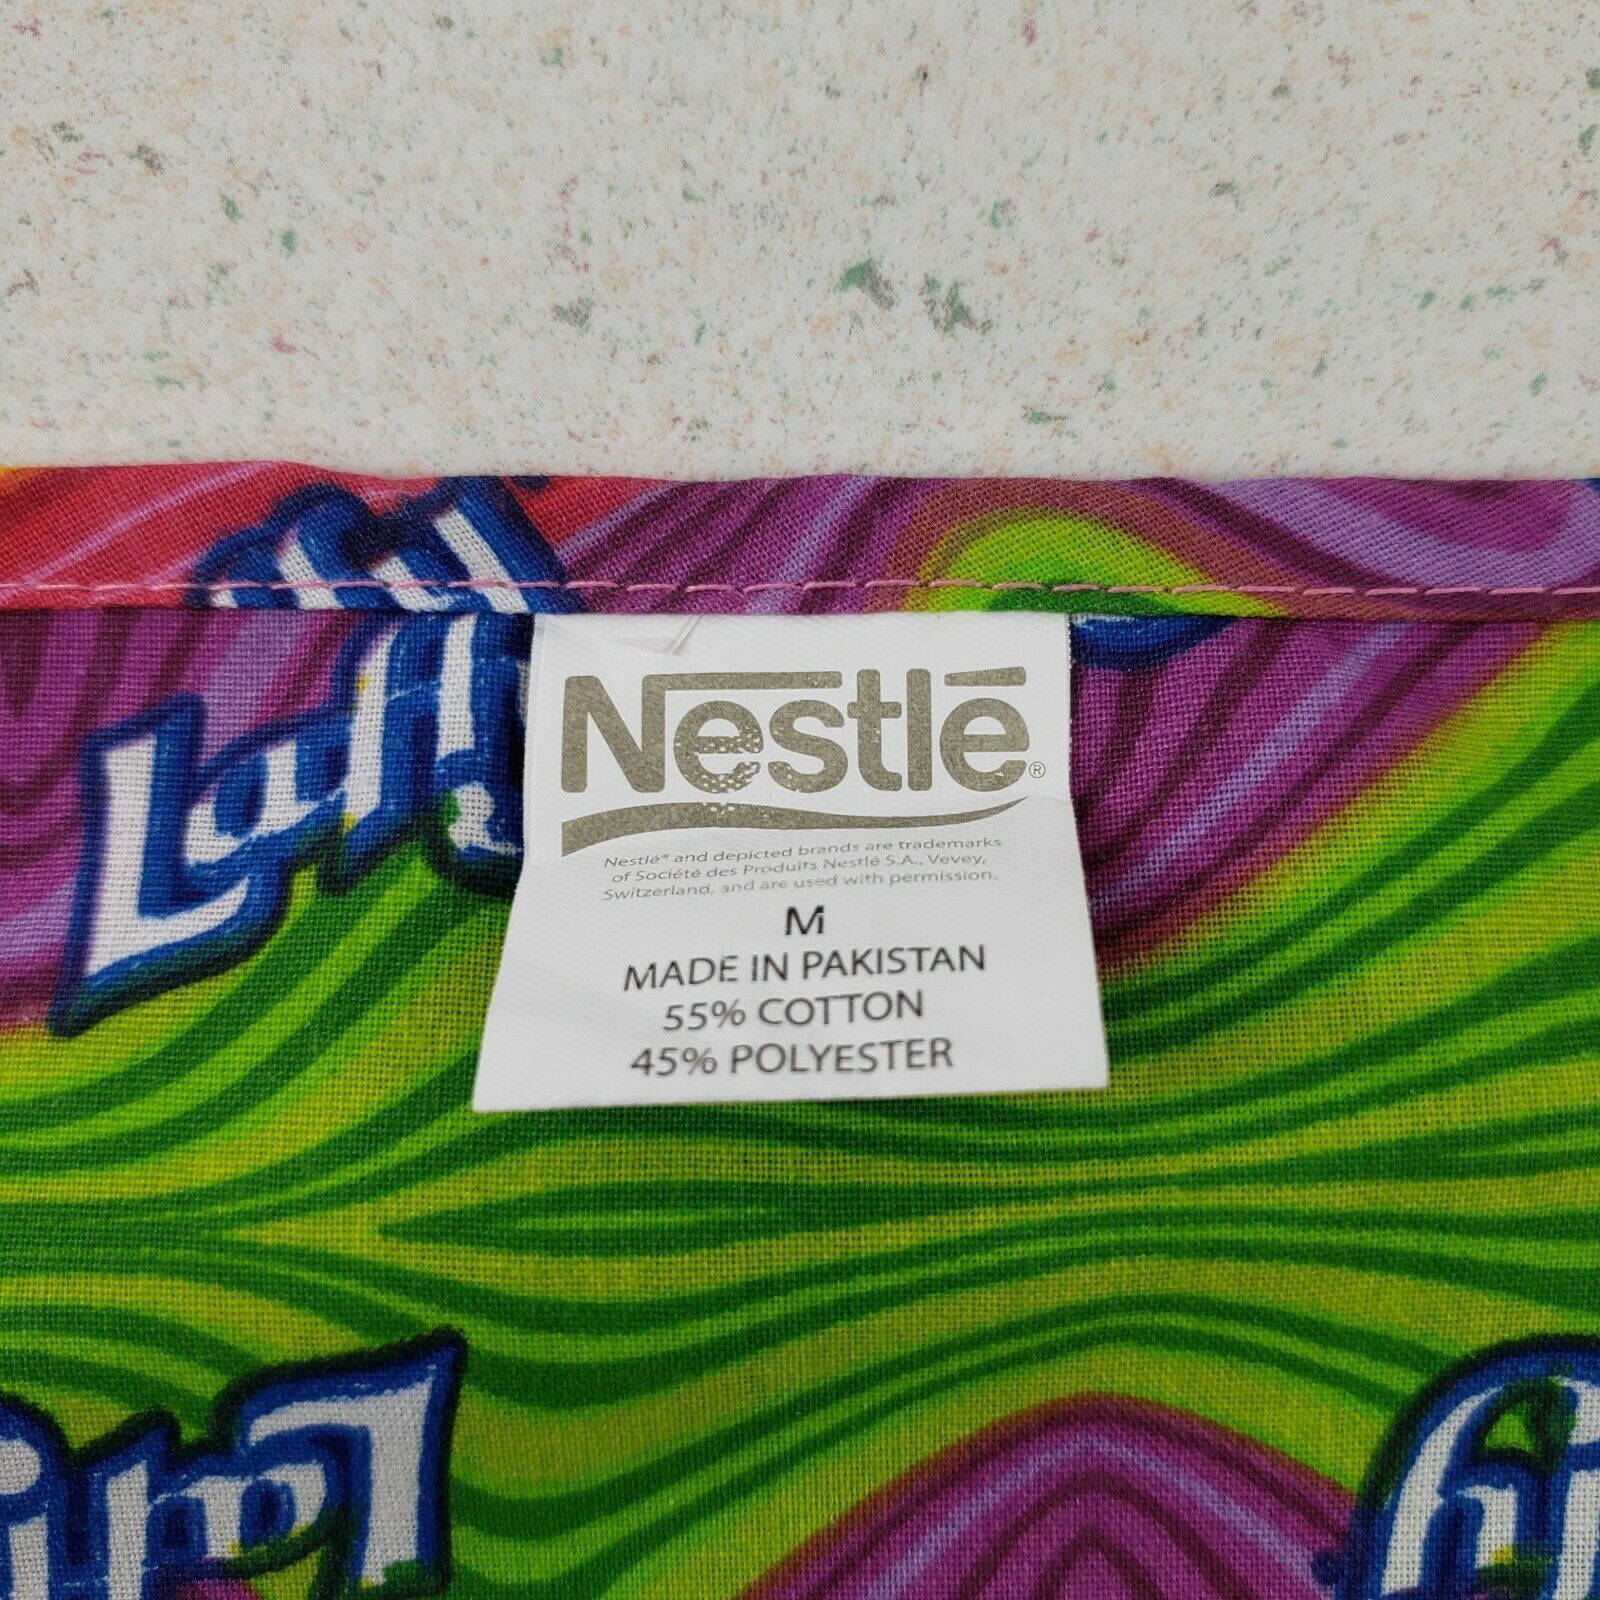 Laffy
Nestlé®
Nestlé® and depicted brands are trademarks
of Société des Produits Nestlé S.A., Vevey,
Switzerland, and are used with permission.
M
MADE IN PAKISTAN
55% COTTON
45% POLYESTER